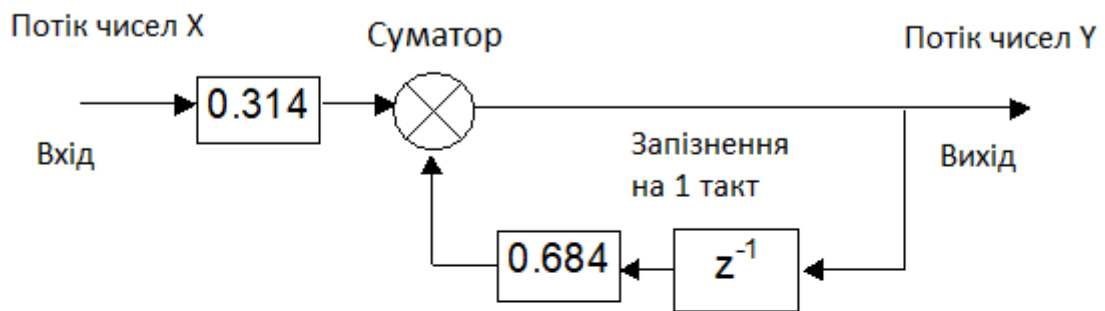 Потік чисел X
Суматор
Потік чисел Y
0.314
Вхід
Запізнення
на 1 такт
Вихід
0.684
z⁻¹